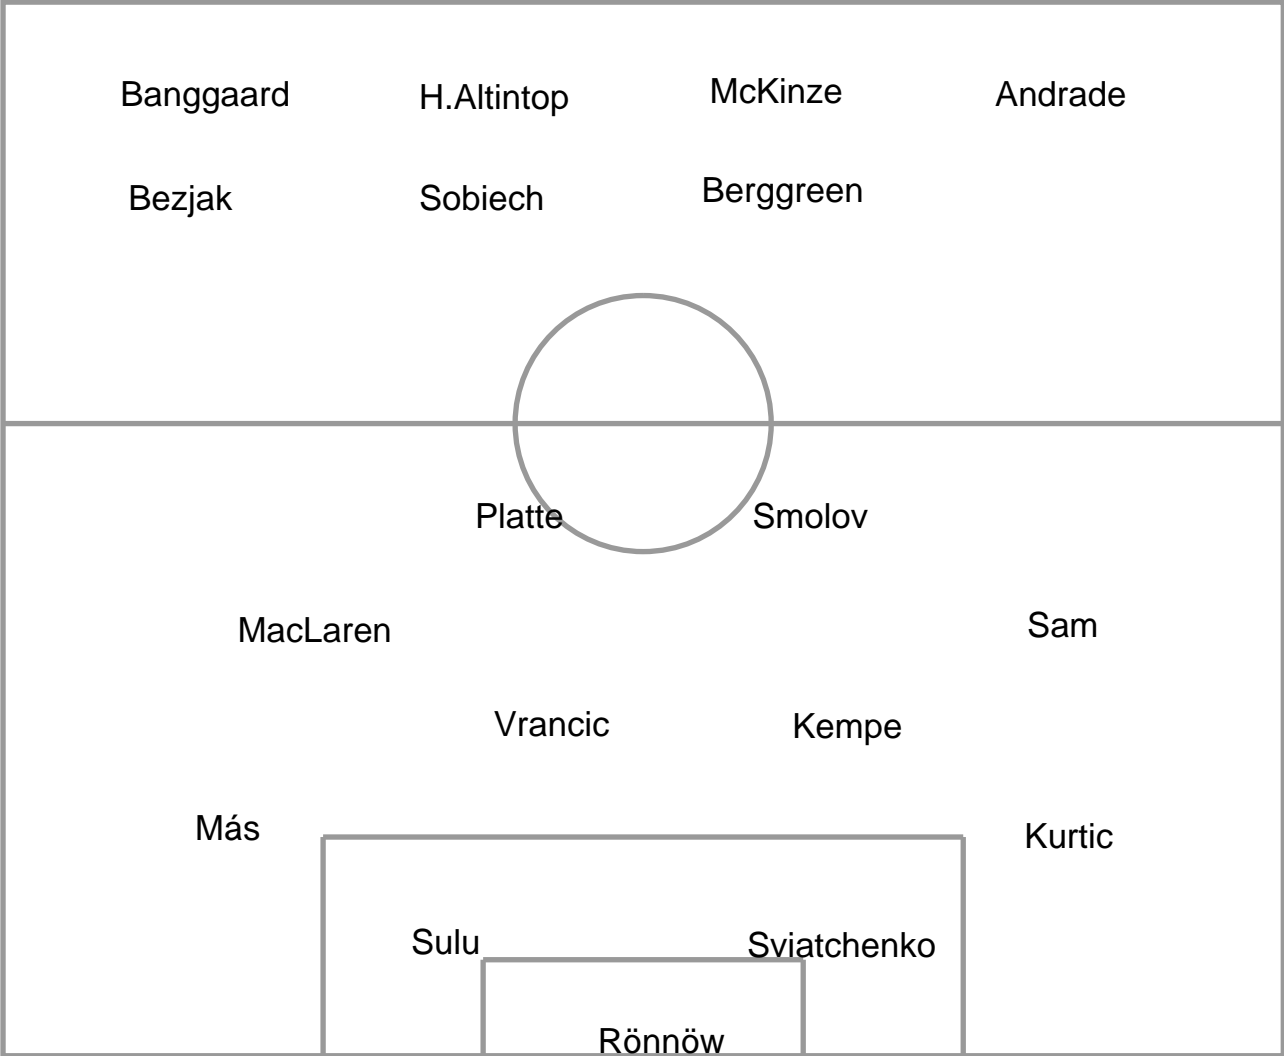 Banggaard H.Altintop McKinze Andrade
Bezjak Sobiech Berggreen
Platte Smolov
MacLaren Sam
Vrancic Kempe
Más Kurtic
Sulu Sviatchenko
Rönnöw